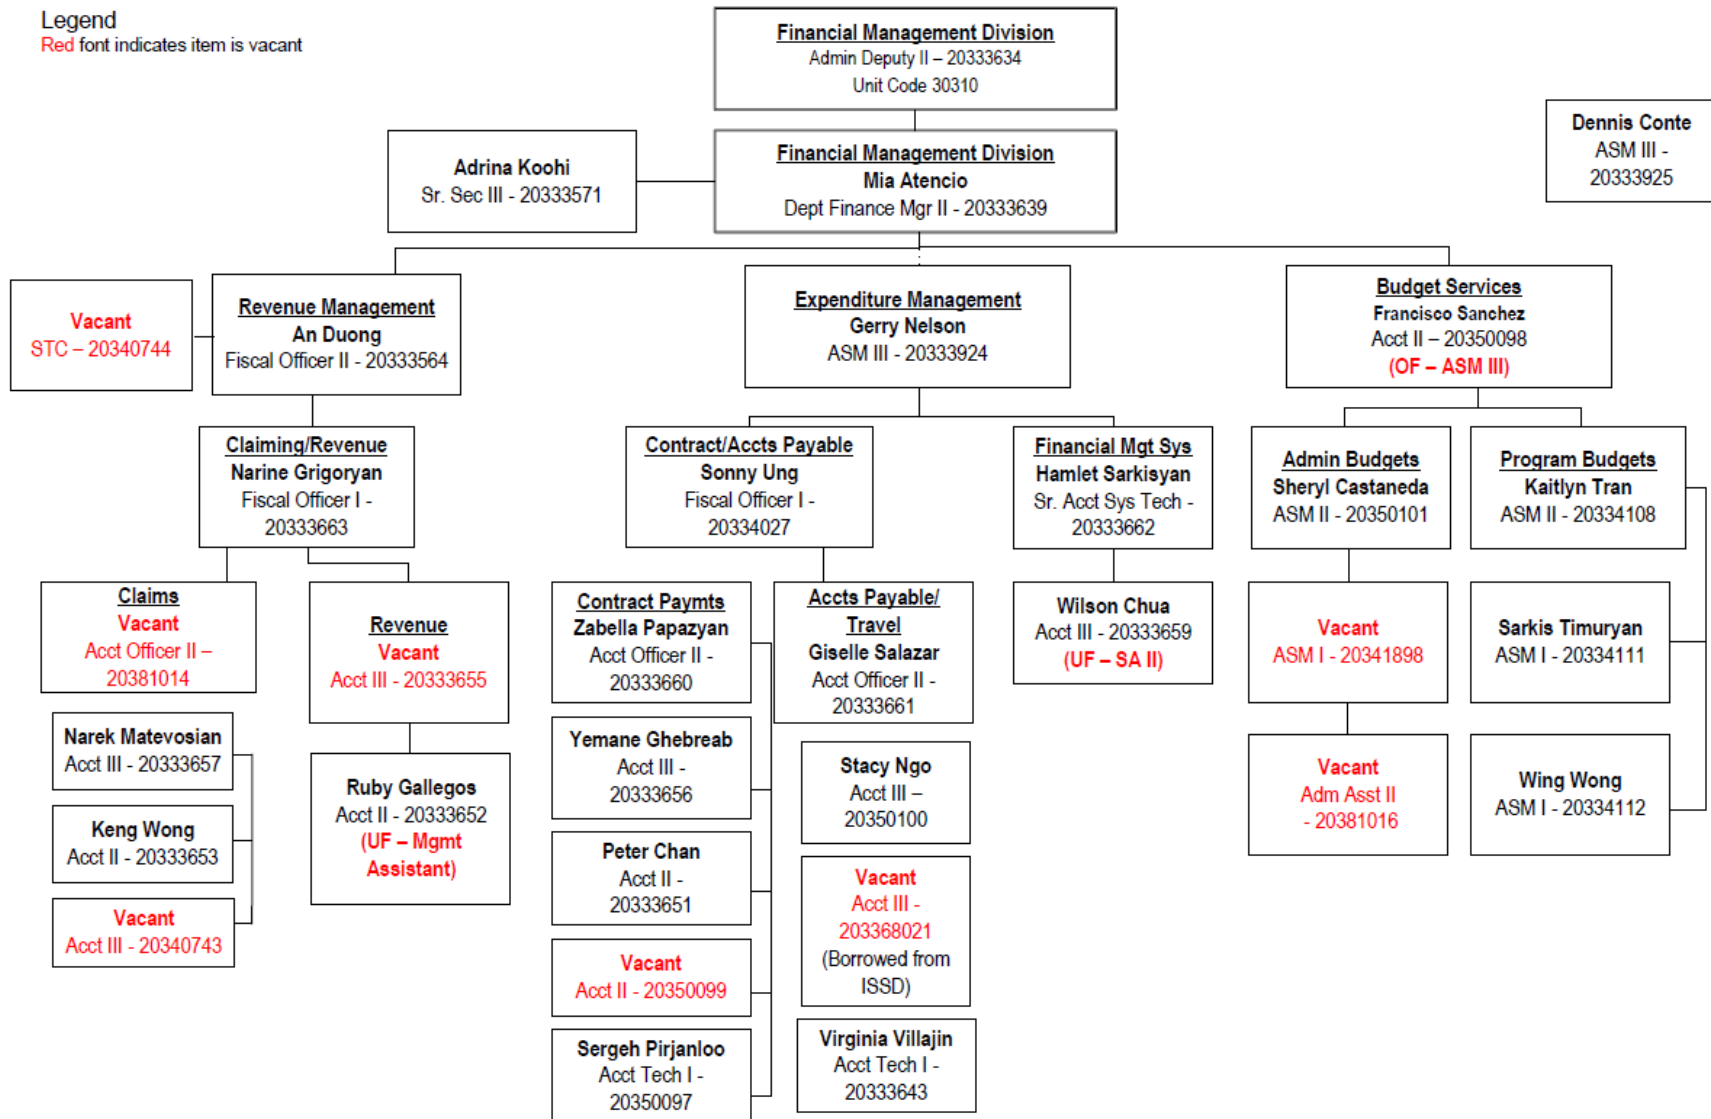 Legend
Red font indicates item is vacant
Financial Management Division
Admin Deputy II – 20333634
Unit Code 30310
Dennis Conte
ASM III -
20333925
Adrina Koohi
Sr. Sec III - 20333571
Financial Management Division
Mia Atencio
Dept Finance Mgr II - 20333639
Vacant
STC – 20340744
Revenue Management
An Duong
Fiscal Officer II - 20333564
Expenditure Management
Gerry Nelson
ASM III - 20333924
Budget Services
Francisco Sanchez
Acct II – 20350098
(OF – ASM III)
Claiming/Revenue
Narine Grigoryan
Fiscal Officer I -
20333663
Contract/Accts Payable
Sonny Ung
Fiscal Officer I -
20334027
Financial Mgt Sys
Hamlet Sarkisyan
Sr. Acct Sys Tech -
20333662
Admin Budgets
Sheryl Castaneda
ASM II - 20350101
Program Budgets
Kaitlyn Tran
ASM II - 20334108
Claims
Vacant
Acct Officer II –
20381014
Revenue
Vacant
Acct III - 20333655
Contract Paymts
Zabella Papazyan
Acct Officer II -
20333660
Accts Payable/
Travel
Giselle Salazar
Acct Officer II -
20333661
Wilson Chua
Acct III - 20333659
(UF – SA II)
Vacant
ASM I - 20341898
Sarkis Timuryan
ASM I - 20334111
Narek Matevosian
Acct III - 20333657
Ruby Gallegos
Acct II - 20333652
(UF – Mgmt
Assistant)
Yemane Ghebreab
Acct III -
20333656
Stacy Ngo
Acct III –
20350100
Vacant
Adm Asst II
- 20381016
Wing Wong
ASM I - 20334112
Keng Wong
Acct II - 20333653
Peter Chan
Acct II -
20333651
Vacant
Acct III -
203368021
(Borrowed from
ISSD)
Vacant
Acct III - 20340743
Vacant
Acct II - 20350099
Sergeh Pirjanloo
Acct Tech I -
20350097
Virginia Villajin
Acct Tech I -
20333643